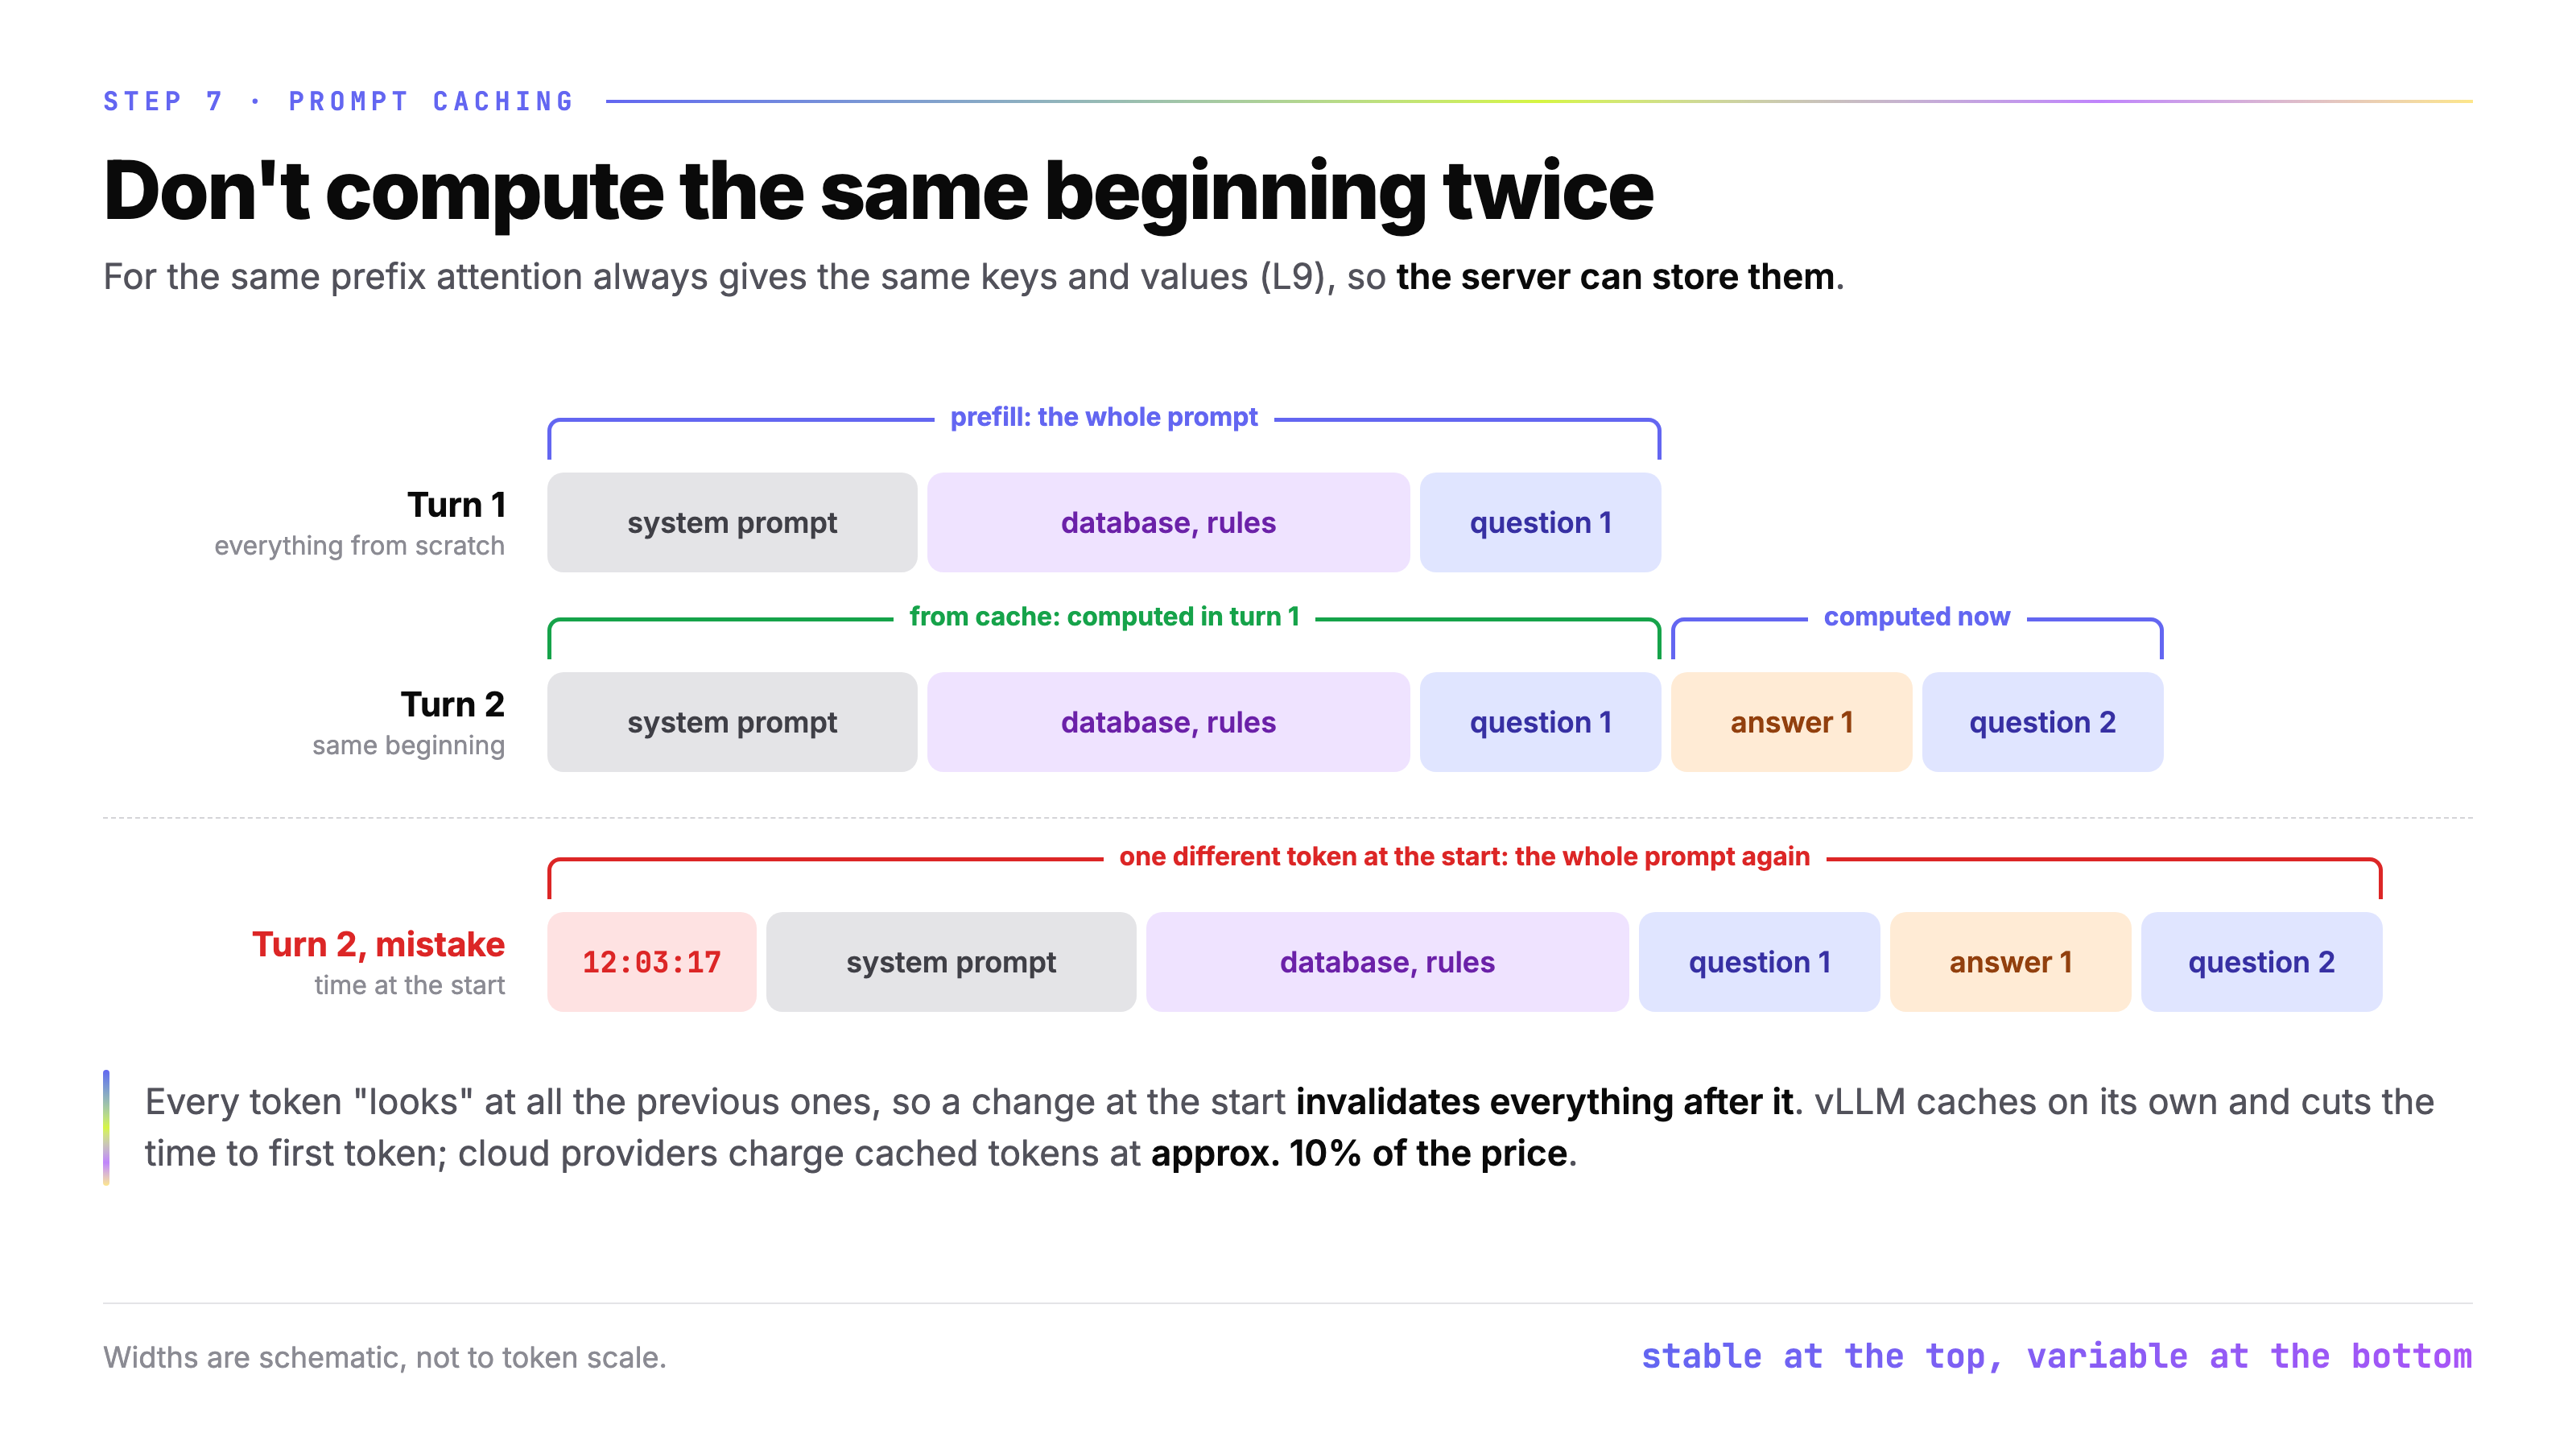 STEP 7 · PROMPT CACHING
Don't compute the same beginning twice
For the same prefix attention always gives the same keys and values (L9), so the server can store them.
prefill: the whole prompt
Turn 1
everything from scratch
system prompt
database, rules
question 1
from cache: computed in turn 1
computed now
Turn 2
same beginning
system prompt
database, rules
question 1
answer 1
question 2
one different token at the start: the whole prompt again
Turn 2, mistake
time at the start
12:03:17
system prompt
database, rules
question 1
answer 1
question 2
Every token "looks" at all the previous ones, so a change at the start invalidates everything after it. vLLM caches on its own and cuts the
time to first token; cloud providers charge cached tokens at approx. 10% of the price.
Widths are schematic, not to token scale.
stable at the top, variable at the bottom